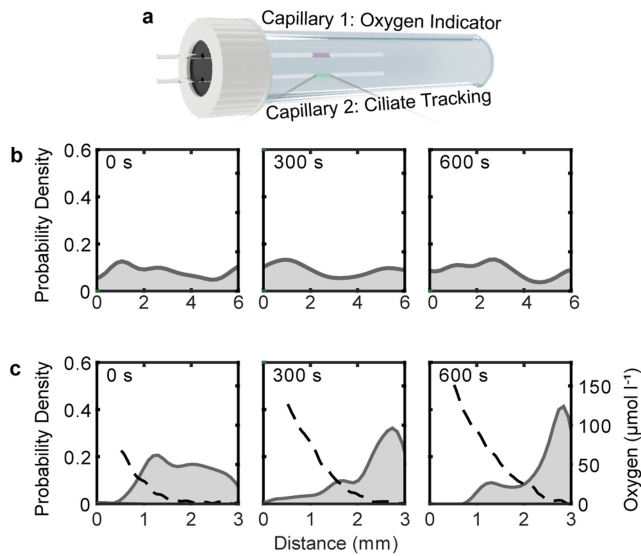 a
Capillary 1: Oxygen Indicator
Capillary 2: Ciliate Tracking
b
0.6
0.4
0.2
0
Probability Density
0 s
300 s
600 s
0 2 4 6
0 2 4 6
0 2 4 6
c
0.6
0.4
0.2
0
Probability Density
0 s
300 s
600 s
150
100
50
0
Oxygen (µmol l⁻¹)
0 1 2 3
0 1 2 3
0 1 2 3
Distance (mm)